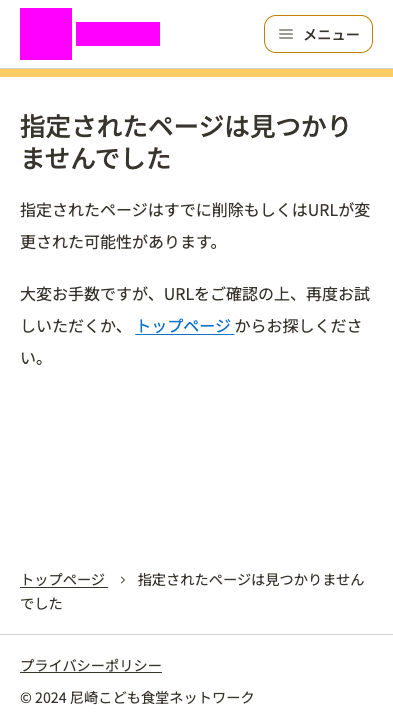 メニュー
指定されたページは見つかり
ませんでした
指定されたページはすでに削除もしくはURLが変
更された可能性があります。
大変お手数ですが、URLをご確認の上、再度お試
しいただくか、 トップページ からお探しくださ
い。
トップページ > 指定されたページは見つかりません
でした
プライバシーポリシー
© 2024 尼崎こども食堂ネットワーク